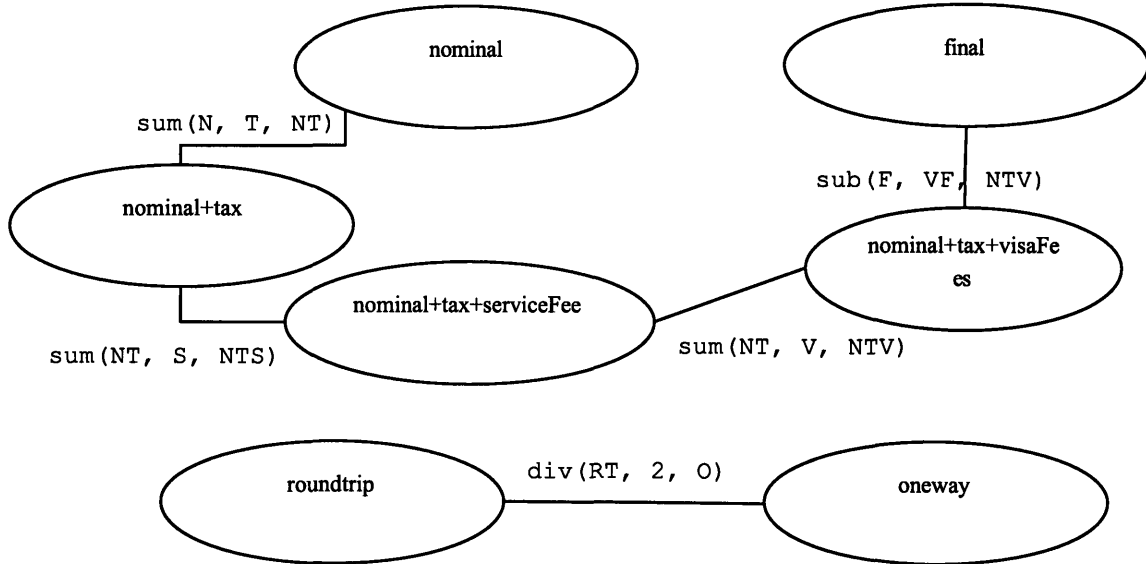 nominal
final
sum(N, T, NT)
nominal+tax
sub(F, VF, NTV)
nominal+tax+visaFe
es
nominal+tax+serviceFee
sum(NT, S, NTS)
sum(NT, V, NTV)
roundtrip
div(RT, 2, O)
oneway